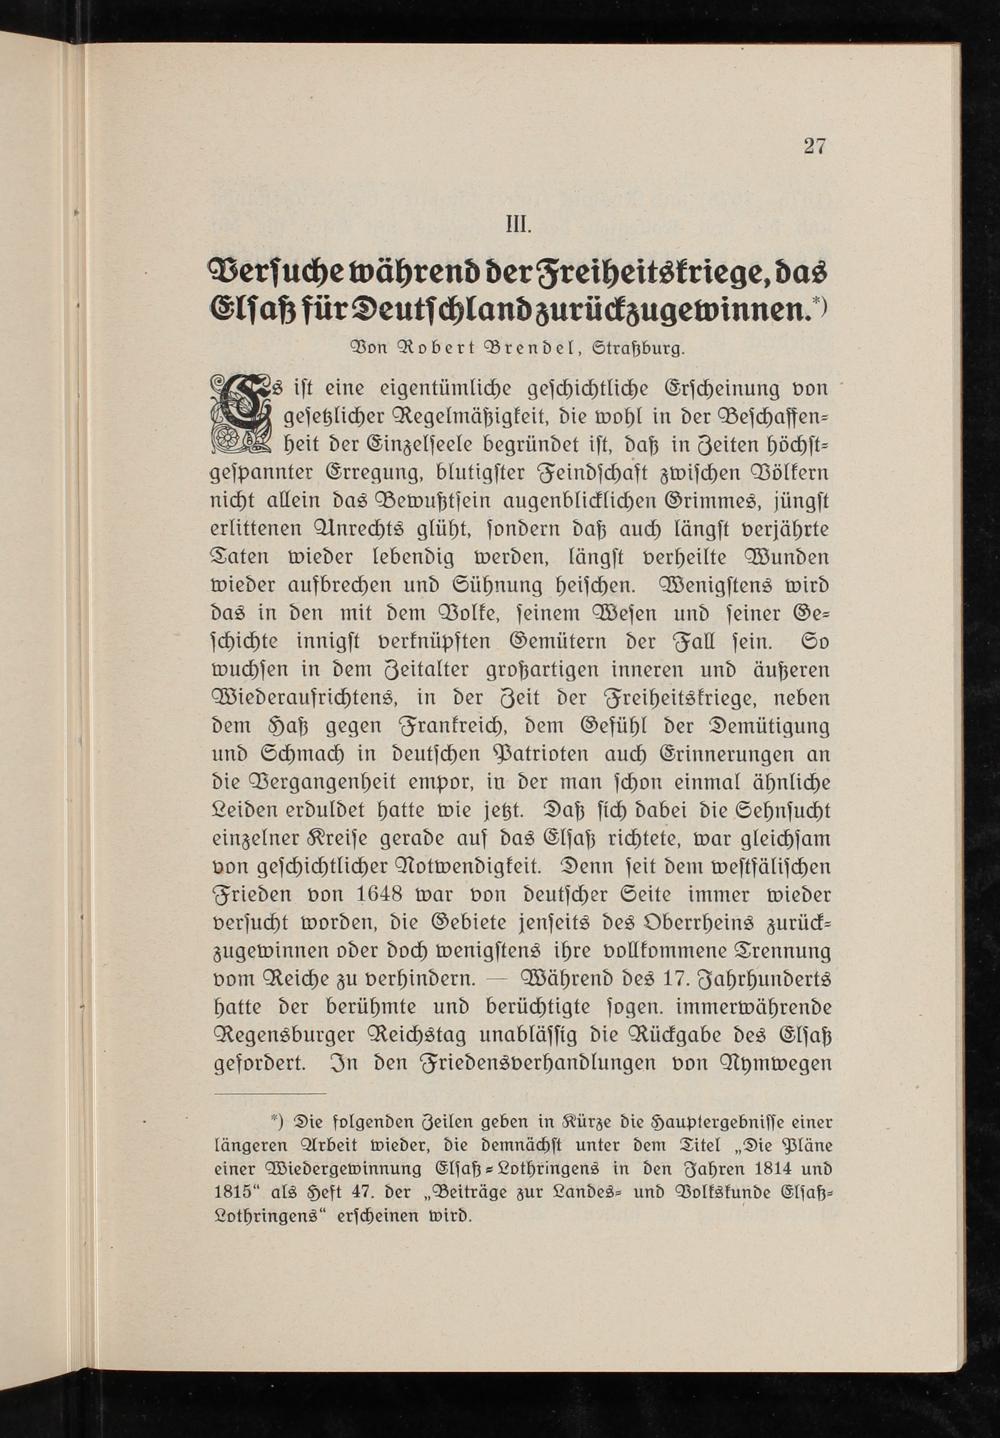 27
III.
Versuche während der Freiheitskriege, das
Elsaß für Deutschland zurückzugewinnen.*)
Von Robert Brendel, Straßburg.
Es ist eine eigentümliche geschichtliche Erscheinung von
gesetzlicher Regelmäßigkeit, die wohl in der Beschaffen-
heit der Einzelseele begründet ist, daß in Zeiten höchst-
gespannter Erregung, blutigster Feindschaft zwischen Völkern
nicht allein das Bewußtsein augenblicklichen Grimmes, jüngst
erlittenen Unrechts glüht, sondern daß auch längst verjährte
Taten wieder lebendig werden, längst verheilte Wunden
wieder aufbrechen und Sühnung heischen. Wenigstens wird
das in den mit dem Volke, seinem Wesen und seiner Ge-
schichte innigst verknüpften Gemütern der Fall sein. So
wuchsen in dem Zeitalter großartigen inneren und äußeren
Wiederaufrichtens, in der Zeit der Freiheitskriege, neben
dem Haß gegen Frankreich, dem Gefühl der Demütigung
und Schmach in deutschen Patrioten auch Erinnerungen an
die Vergangenheit empor, in der man schon einmal ähnliche
Leiden erduldet hatte wie jetzt. Daß sich dabei die Sehnsucht
einzelner Kreise gerade auf das Elsaß richtete, war gleichsam
von geschichtlicher Notwendigkeit. Denn seit dem westfälischen
Frieden von 1648 war von deutscher Seite immer wieder
versucht worden, die Gebiete jenseits des Oberrheins zurück-
zugewinnen oder doch wenigstens ihre vollkommene Trennung
vom Reiche zu verhindern. — Während des 17. Jahrhunderts
hatte der berühmte und berüchtigte sogen. immerwährende
Regensburger Reichstag unablässig die Rückgabe des Elsaß
gefordert. In den Friedensverhandlungen von Nymwegen
*) Die folgenden Zeilen geben in Kürze die Hauptergebnisse einer
längeren Arbeit wieder, die demnächst unter dem Titel „Die Pläne
einer Wiedergewinnung Elsaß-Lothringens in den Jahren 1814 und
1815“ als Heft 47. der „Beiträge zur Landes- und Volkskunde Elsaß-
Lothringens“ erscheinen wird.